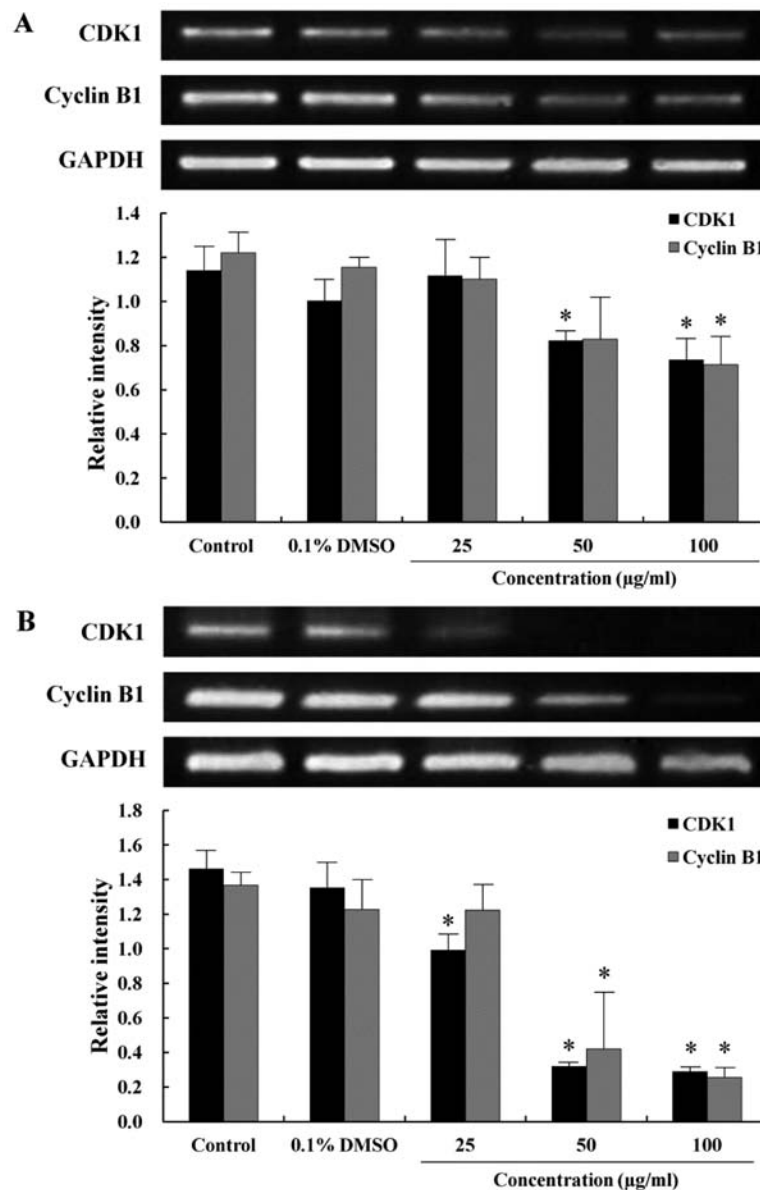 A
CDK1
Cyclin B1
GAPDH
1.4
1.2
1.0
0.8
0.6
0.4
0.2
0.0
Relative intensity
CDK1
Cyclin B1
*
* *
Control 0.1% DMSO 25 50 100
Concentration (µg/ml)
B
CDK1
Cyclin B1
GAPDH
1.8
1.6
1.4
1.2
1.0
0.8
0.6
0.4
0.2
0.0
Relative intensity
CDK1
Cyclin B1
*
* *
* *
Control 0.1% DMSO 25 50 100
Concentration (µg/ml)